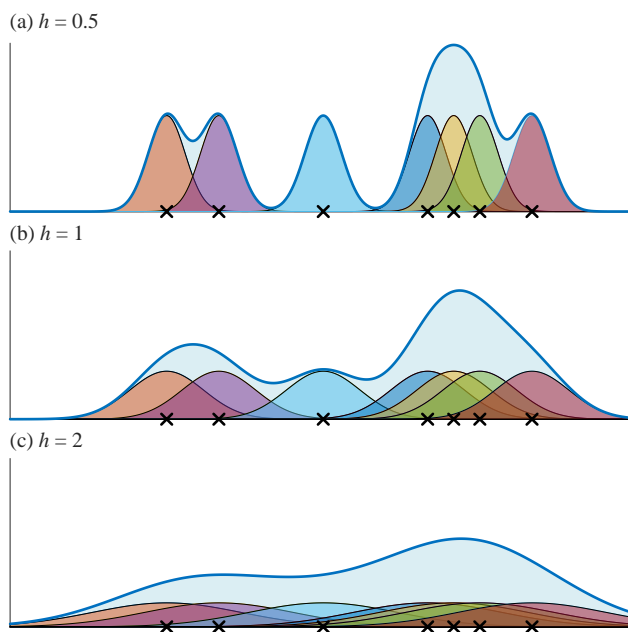 (a) h = 0.5
(b) h = 1
(c) h = 2